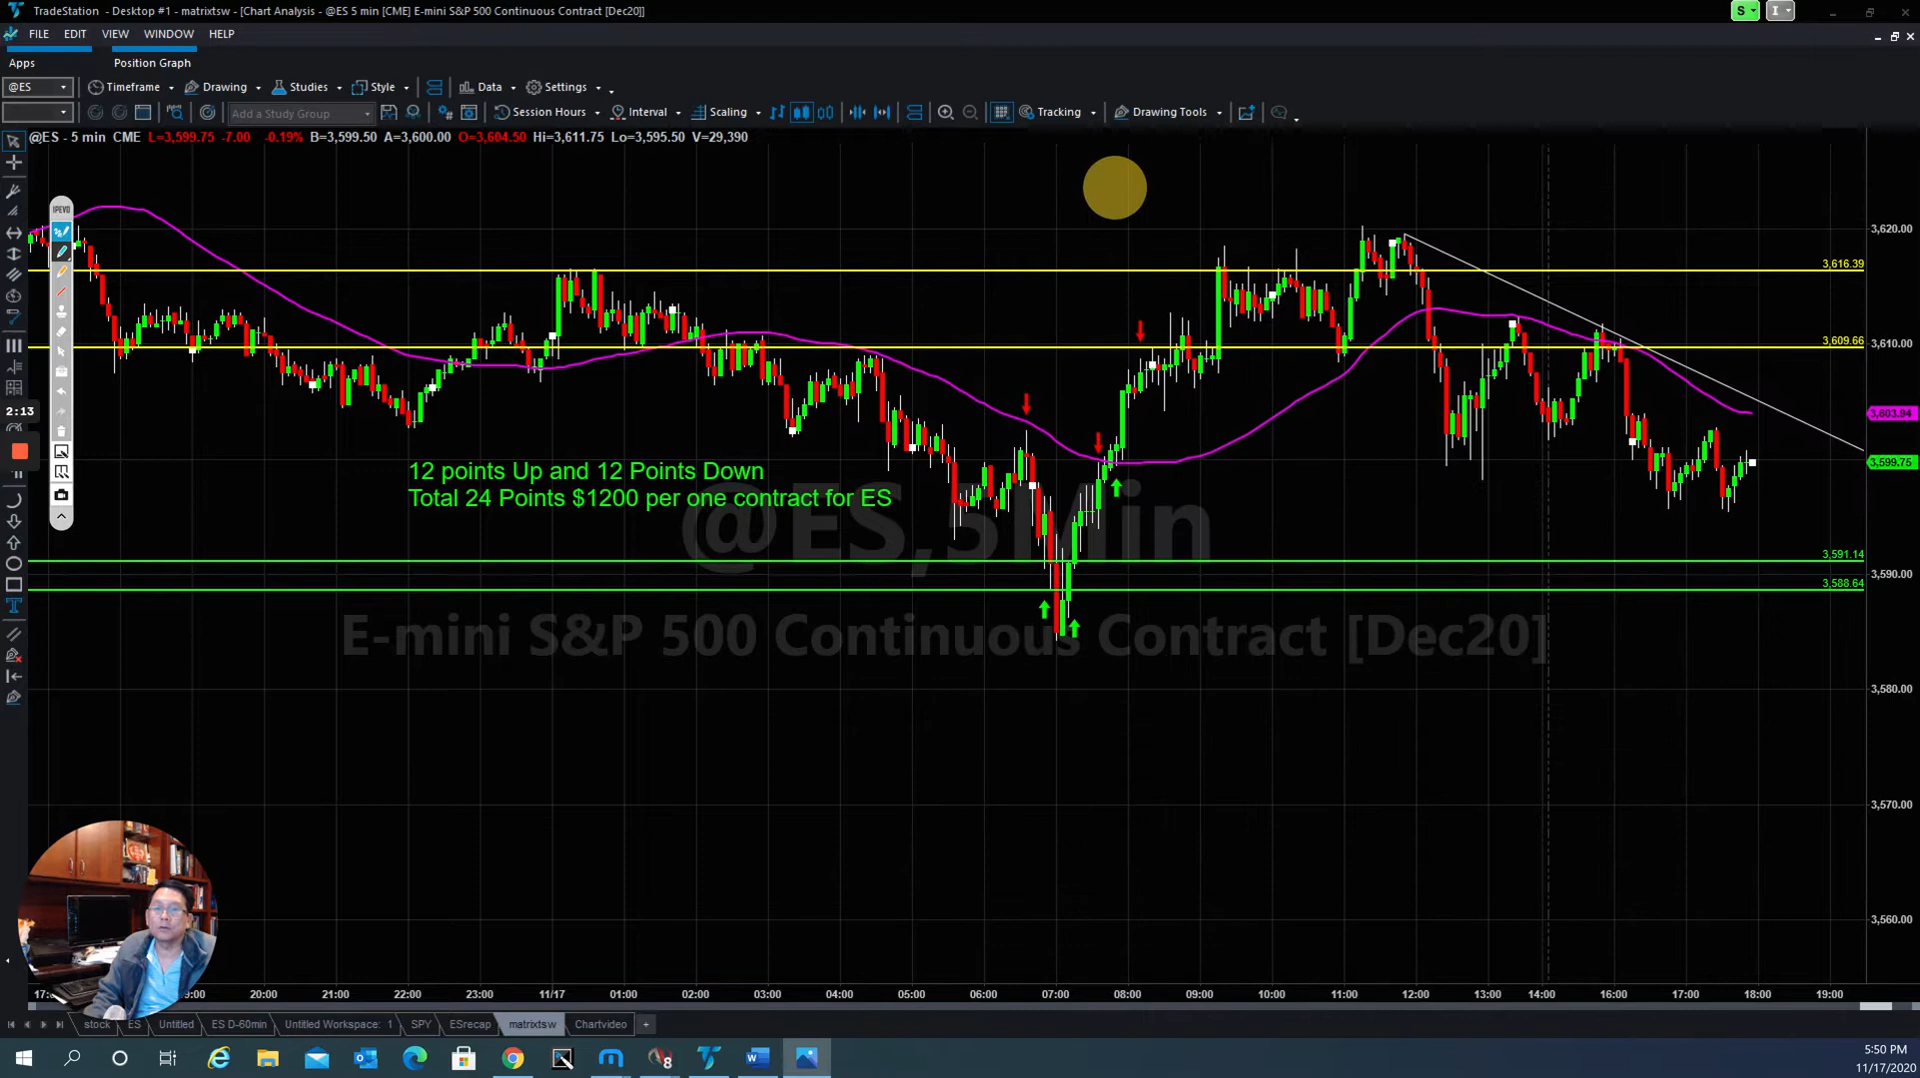 TradeStation - Desktop #1 - matrixtsw - [Chart Analysis - @ES 5 min [CME] E-mini S&P 500 Continuous Contract [Dec20]]
S
I
FILE EDIT VIEW WINDOW HELP
Apps Position Graph
@ES Timeframe Drawing Studies Style Data Settings
Add a Study Group Session Hours Interval Scaling Tracking Drawing Tools
@ES - 5 min CME L=3,599.75 -7.00 -0.19% B=3,599.50 A=3,600.00 O=3,604.50 Hi=3,611.75 Lo=3,595.50 V=29,390
IPEVO
3,620.00
3,616.39
3,610.00
3,609.66
2:13
3,603.94
3,599.75
12 points Up and 12 Points Down
Total 24 Points $1200 per one contract for ES
@ES,5Min
3,591.14
3,590.00
3,588.64
E-mini S&P 500 Continuous Contract [Dec20]
3,580.00
3,570.00
3,560.00
20:00 21:00 22:00 23:00 11/17 01:00 02:00 03:00 04:00 05:00 06:00 07:00 08:00 09:00 10:00 11:00 12:00 13:00 14:00 16:00 17:00 18:00 19:00
stock ES Untitled ES D-60min Untitled Workspace: 1 SPY ESrecap matrixtsw Chartvideo +
5:50 PM
11/17/2020